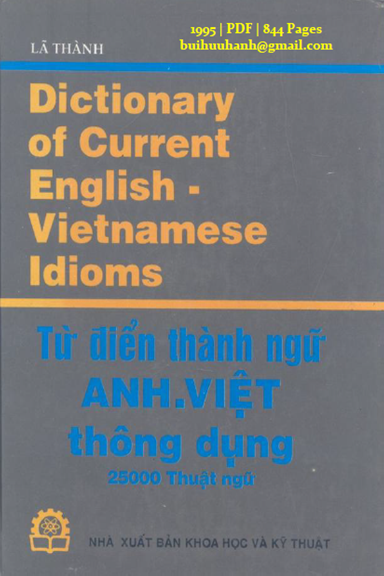 1995 | PDF | 844 Pages
buihuuhanh@gmail.com
LÃ THÀNH
Dictionary
of Current
English -
Vietnamese
Idioms
Từ điển thành ngữ
ANH.VIỆT
thông dụng
25000 Thuật ngữ
NHÀ XUẤT BẢN KHOA HỌC VÀ KỸ THUẬT